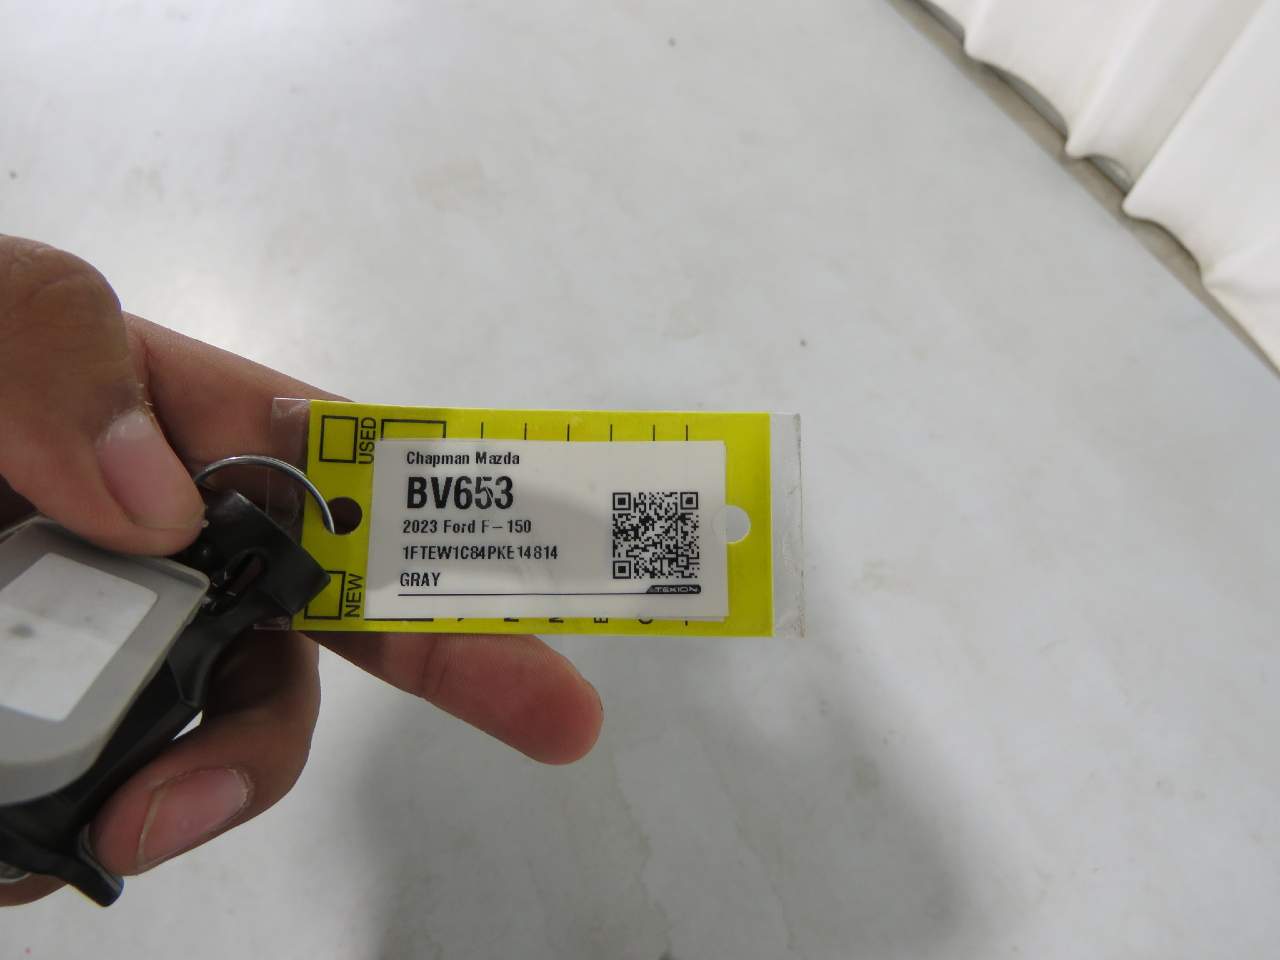 USED
NEW
Chapman Mazda
BV653
2023 Ford F-150
1FTEW1C84PKE14814
GRAY
TEKION